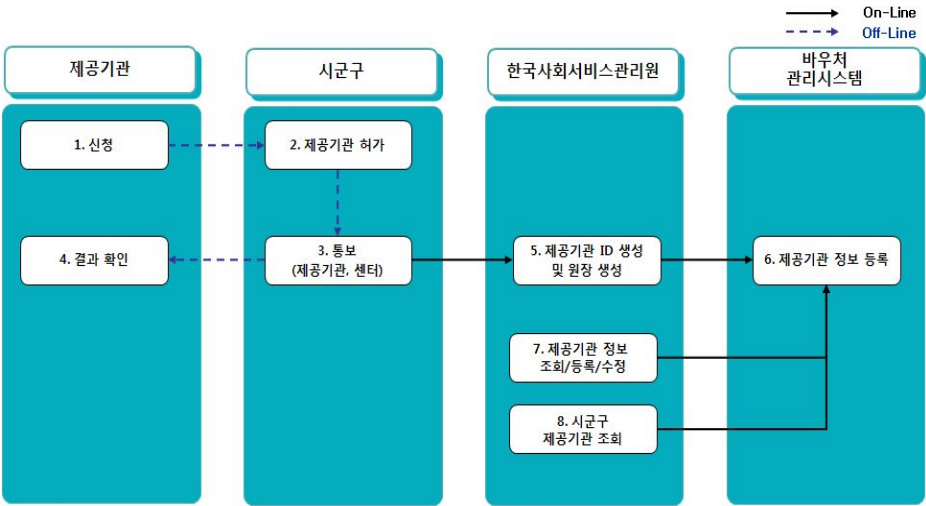 On-Line
Off-Line
제공기관
시군구
한국사회서비스관리원
바우처
관리시스템
1. 신청
2. 제공기관 허가
4. 결과 확인
3. 통보
(제공기관, 센터)
5. 제공기관 ID 생성
및 원장 생성
6. 제공기관 정보 등록
7. 제공기관 정보
조회/등록/수정
8. 시군구
제공기관 조회